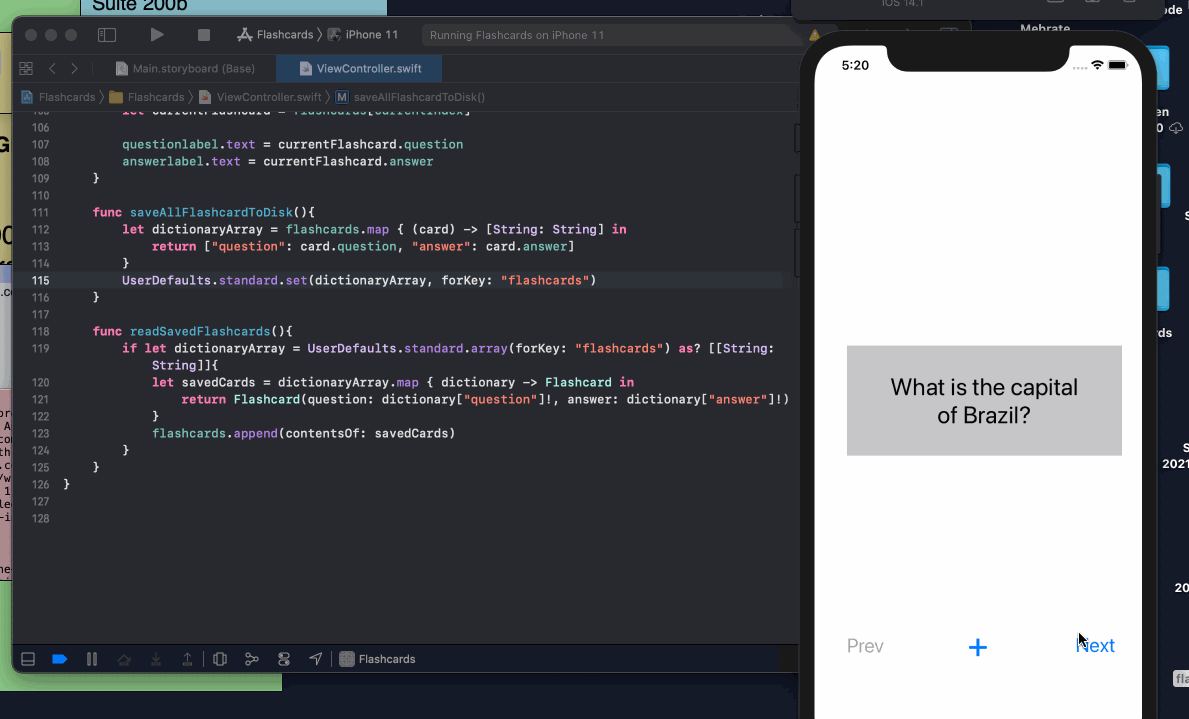 Suite 200b
iOS 14.1
Flashcards
iPhone 11
Running Flashcards on iPhone 11
Mebrate
Main.storyboard (Base)
ViewController.swift
Flashcards
Flashcards
ViewController.swift
M
saveAllFlashcardToDisk()
105 let currentFlashcard = flashcards[currentIndex]
106
107 questionlabel.text = currentFlashcard.question
108 answerlabel.text = currentFlashcard.answer
109 }
110
111 func saveAllFlashcardToDisk(){
112 let dictionaryArray = flashcards.map { (card) -> [String: String] in
113 return ["question": card.question, "answer": card.answer]
114 }
115 UserDefaults.standard.set(dictionaryArray, forKey: "flashcards")
116 }
117
118 func readSavedFlashcards(){
119 if let dictionaryArray = UserDefaults.standard.array(forKey: "flashcards") as? [[String:
String]]{
120 let savedCards = dictionaryArray.map { dictionary -> Flashcard in
121 return Flashcard(question: dictionary["question"]!, answer: dictionary["answer"]!)
122 }
123 flashcards.append(contentsOf: savedCards)
124 }
125 }
126 }
127
128
Flashcards
5:20
What is the capital
of Brazil?
Prev
+
Next
2021
20